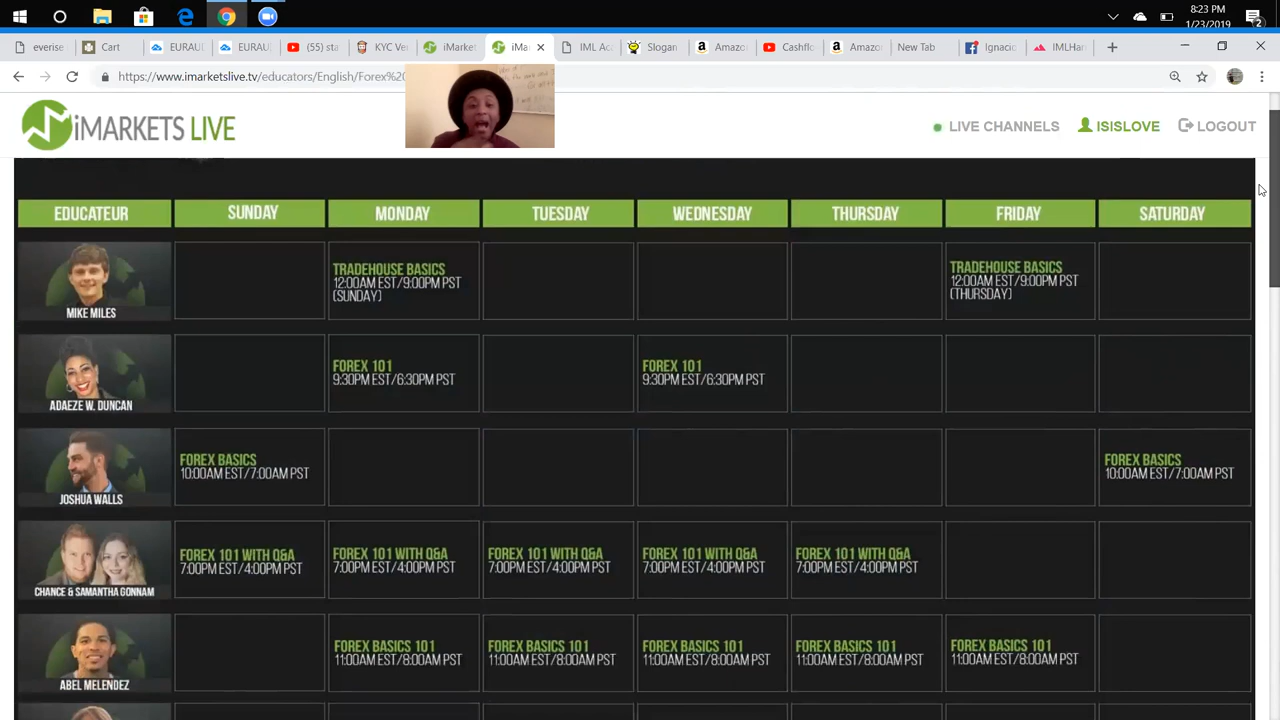 8:23 PM
1/23/2019
2
everise
Cart
EURAU
EURAU
(55) sta
KYC Ve
iMarket
iMa
IML Ac
Slogan
Amazo
Cashflo
Amazo
New Tab
Ignacio
IMLHar
https://www.imarketslive.tv/educators/English/Forex%20
iMARKETS LIVE
LIVE CHANNELS
ISISLOVE
LOGOUT
EDUCATEUR SUNDAY MONDAY TUESDAY WEDNESDAY THURSDAY FRIDAY SATURDAY
MIKE MILES
TRADEHOUSE BASICS
12:00AM EST/9:00PM PST
(SUNDAY)
TRADEHOUSE BASICS
12:00AM EST/9:00PM PST
(THURSDAY)
ADAEZE W. DUNCAN
FOREX 101
9:30PM EST/6:30PM PST
FOREX 101
9:30PM EST/6:30PM PST
JOSHUA WALLS
FOREX BASICS
10:00AM EST/7:00AM PST
FOREX BASICS
10:00AM EST/7:00AM PST
CHANCE & SAMANTHA GONNAM
FOREX 101 WITH Q&A
7:00PM EST/4:00PM PST
FOREX 101 WITH Q&A
7:00PM EST/4:00PM PST
FOREX 101 WITH Q&A
7:00PM EST/4:00PM PST
FOREX 101 WITH Q&A
7:00PM EST/4:00PM PST
FOREX 101 WITH Q&A
7:00PM EST/4:00PM PST
ABEL MELENDEZ
FOREX BASICS 101
11:00AM EST/8:00AM PST
FOREX BASICS 101
11:00AM EST/8:00AM PST
FOREX BASICS 101
11:00AM EST/8:00AM PST
FOREX BASICS 101
11:00AM EST/8:00AM PST
FOREX BASICS 101
11:00AM EST/8:00AM PST